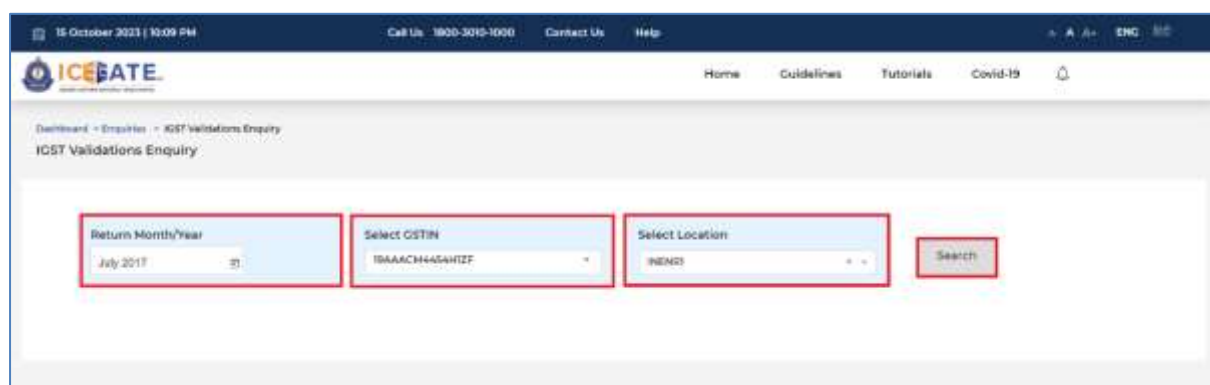 15 October 2023 | 10:09 PM Call Us 1800-3010-1000 Contact Us Help A A A+ ENG
ICEGATE
Home Guidelines Tutorials Covid-19
Dashboard Enquiries IGST Validations Enquiry
IGST Validations Enquiry
Return Month/Year Select GSTIN Select Location
July 2017
Search